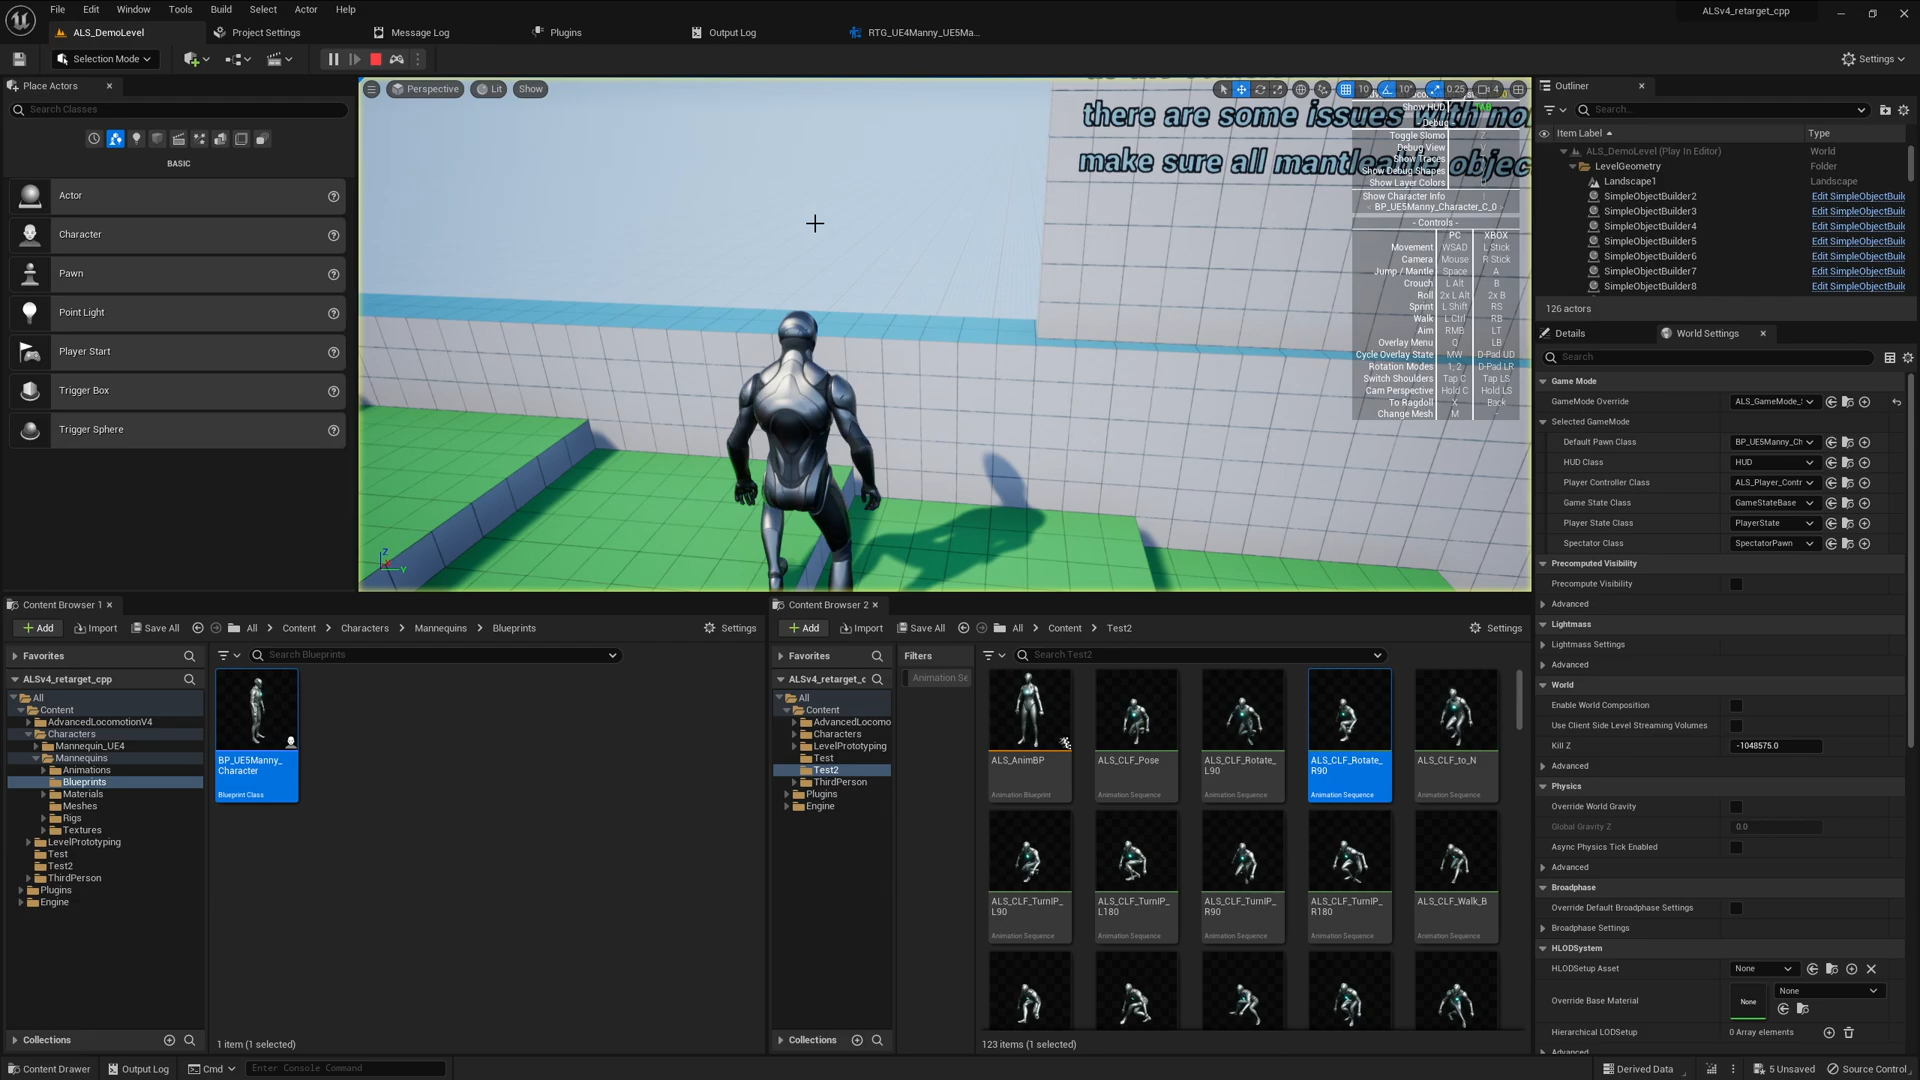 File Edit Window Tools Build Select Actor Help
ALSv4_retarget_cpp
ALS_DemoLevel
Project Settings
Message Log
Plugins
Output Log
RTG_UE4Manny_UE5Ma...
Selection Mode
Settings
Place Actors
Search Classes
BASIC
Actor
Character
Pawn
Point Light
Player Start
Trigger Box
Trigger Sphere
Perspective Lit Show
10 10° 0.25 4
there are some issues with no
make sure all mantleable objec
Show HUD TAB
- Debug -
Toggle Slomo Z
Debug View V
Show Traces
Show Debug Shapes
Show Layer Colors
Show Character Info
< BP_UE5Manny_Character_C_0 >
- Controls -
PC XBOX
Movement WSAD L Stick
Camera Mouse R Stick
Jump / Mantle Space A
Crouch L Alt B
Roll 2x L Alt 2x B
Sprint L Shift RS
Walk L Ctrl RB
Aim RMB LT
Overlay Menu Q LB
Cycle Overlay State MW D-Pad UD
Rotation Modes 1, 2 D-Pad LR
Switch Shoulders Tap C Tap LS
Cam Perspective Hold C Hold LS
To Ragdoll X Back
Change Mesh M -
Z
Y
Outliner
Search...
Item Label Type
ALS_DemoLevel (Play In Editor) World
LevelGeometry Folder
Landscape1 Landscape
SimpleObjectBuilder2 Edit SimpleObjectBuil
SimpleObjectBuilder3 Edit SimpleObjectBuil
SimpleObjectBuilder4 Edit SimpleObjectBuil
SimpleObjectBuilder5 Edit SimpleObjectBuil
SimpleObjectBuilder6 Edit SimpleObjectBuil
SimpleObjectBuilder7 Edit SimpleObjectBuil
SimpleObjectBuilder8 Edit SimpleObjectBuil
126 actors
Details
World Settings
Search
Game Mode
GameMode Override ALS_GameMode_
Selected GameMode
Default Pawn Class BP_UE5Manny_Ch
HUD Class HUD
Player Controller Class ALS_Player_Contr
Game State Class GameStateBase
Player State Class PlayerState
Spectator Class SpectatorPawn
Precomputed Visibility
Precompute Visibility
Advanced
Lightmass
Lightmass Settings
Advanced
World
Enable World Composition
Use Client Side Level Streaming Volumes
Kill Z -1048575.0
Advanced
Physics
Override World Gravity
Global Gravity Z 0.0
Async Physics Tick Enabled
Advanced
Broadphase
Override Default Broadphase Settings
Broadphase Settings
HLODSystem
HLODSetup Asset None
Override Base Material None None
Hierarchical LODSetup 0 Array elements
Advanced
Content Browser 1
Add Import Save All All Content Characters Mannequins Blueprints Settings
Favorites
Search Blueprints
ALSv4_retarget_cpp
All
Content
AdvancedLocomotionV4
Characters
Mannequin_UE4
Mannequins
Animations
Blueprints
Materials
Meshes
Rigs
Textures
LevelPrototyping
Test
Test2
ThirdPerson
Plugins
Engine
Collections
BP_UE5Manny_
Character
Blueprint Class
1 item (1 selected)
Content Browser 2
Add Import Save All All Content Test2 Settings
Favorites
Filters
Search Test2
ALSv4_retarget_c
Animation Se
All
Content
AdvancedLocomo
Characters
LevelPrototyping
Test
Test2
ThirdPerson
Plugins
Engine
Collections
ALS_AnimBP
Animation Blueprint
ALS_CLF_Pose
Animation Sequence
ALS_CLF_Rotate_
L90
Animation Sequence
ALS_CLF_Rotate_
R90
Animation Sequence
ALS_CLF_to_N
Animation Sequence
ALS_CLF_TurnIP_
L90
Animation Sequence
ALS_CLF_TurnIP_
L180
Animation Sequence
ALS_CLF_TurnIP_
R90
Animation Sequence
ALS_CLF_TurnIP_
R180
Animation Sequence
ALS_CLF_Walk_B
Animation Sequence
123 items (1 selected)
Content Drawer Output Log Cmd Enter Console Command
Derived Data 5 Unsaved Source Control